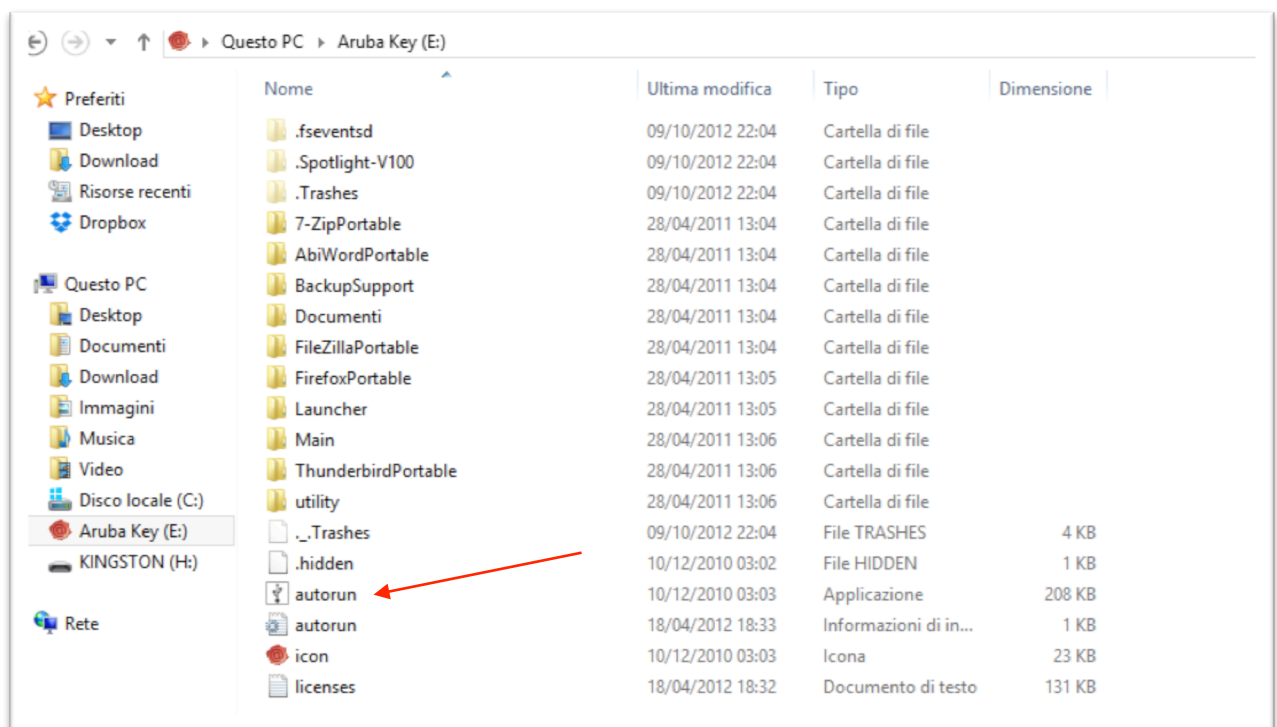 Questo PC Aruba Key (E:)
Nome Ultima modifica Tipo Dimensione
Preferiti
Desktop
Download
Risorse recenti
Dropbox
Questo PC
Desktop
Documenti
Download
Immagini
Musica
Video
Disco locale (C:)
Aruba Key (E:)
KINGSTON (H:)
Rete
.fseventsd 09/10/2012 22:04 Cartella di file
.Spotlight-V100 09/10/2012 22:04 Cartella di file
.Trashes 09/10/2012 22:04 Cartella di file
7-ZipPortable 28/04/2011 13:04 Cartella di file
AbiWordPortable 28/04/2011 13:04 Cartella di file
BackupSupport 28/04/2011 13:04 Cartella di file
Documenti 28/04/2011 13:04 Cartella di file
FileZillaPortable 28/04/2011 13:04 Cartella di file
FirefoxPortable 28/04/2011 13:05 Cartella di file
Launcher 28/04/2011 13:05 Cartella di file
Main 28/04/2011 13:06 Cartella di file
ThunderbirdPortable 28/04/2011 13:06 Cartella di file
utility 28/04/2011 13:06 Cartella di file
._.Trashes 09/10/2012 22:04 File TRASHES 4 KB
.hidden 10/12/2010 03:02 File HIDDEN 1 KB
autorun 10/12/2010 03:03 Applicazione 208 KB
autorun 18/04/2012 18:33 Informazioni di in... 1 KB
icon 10/12/2010 03:03 Icona 23 KB
licenses 18/04/2012 18:32 Documento di testo 131 KB